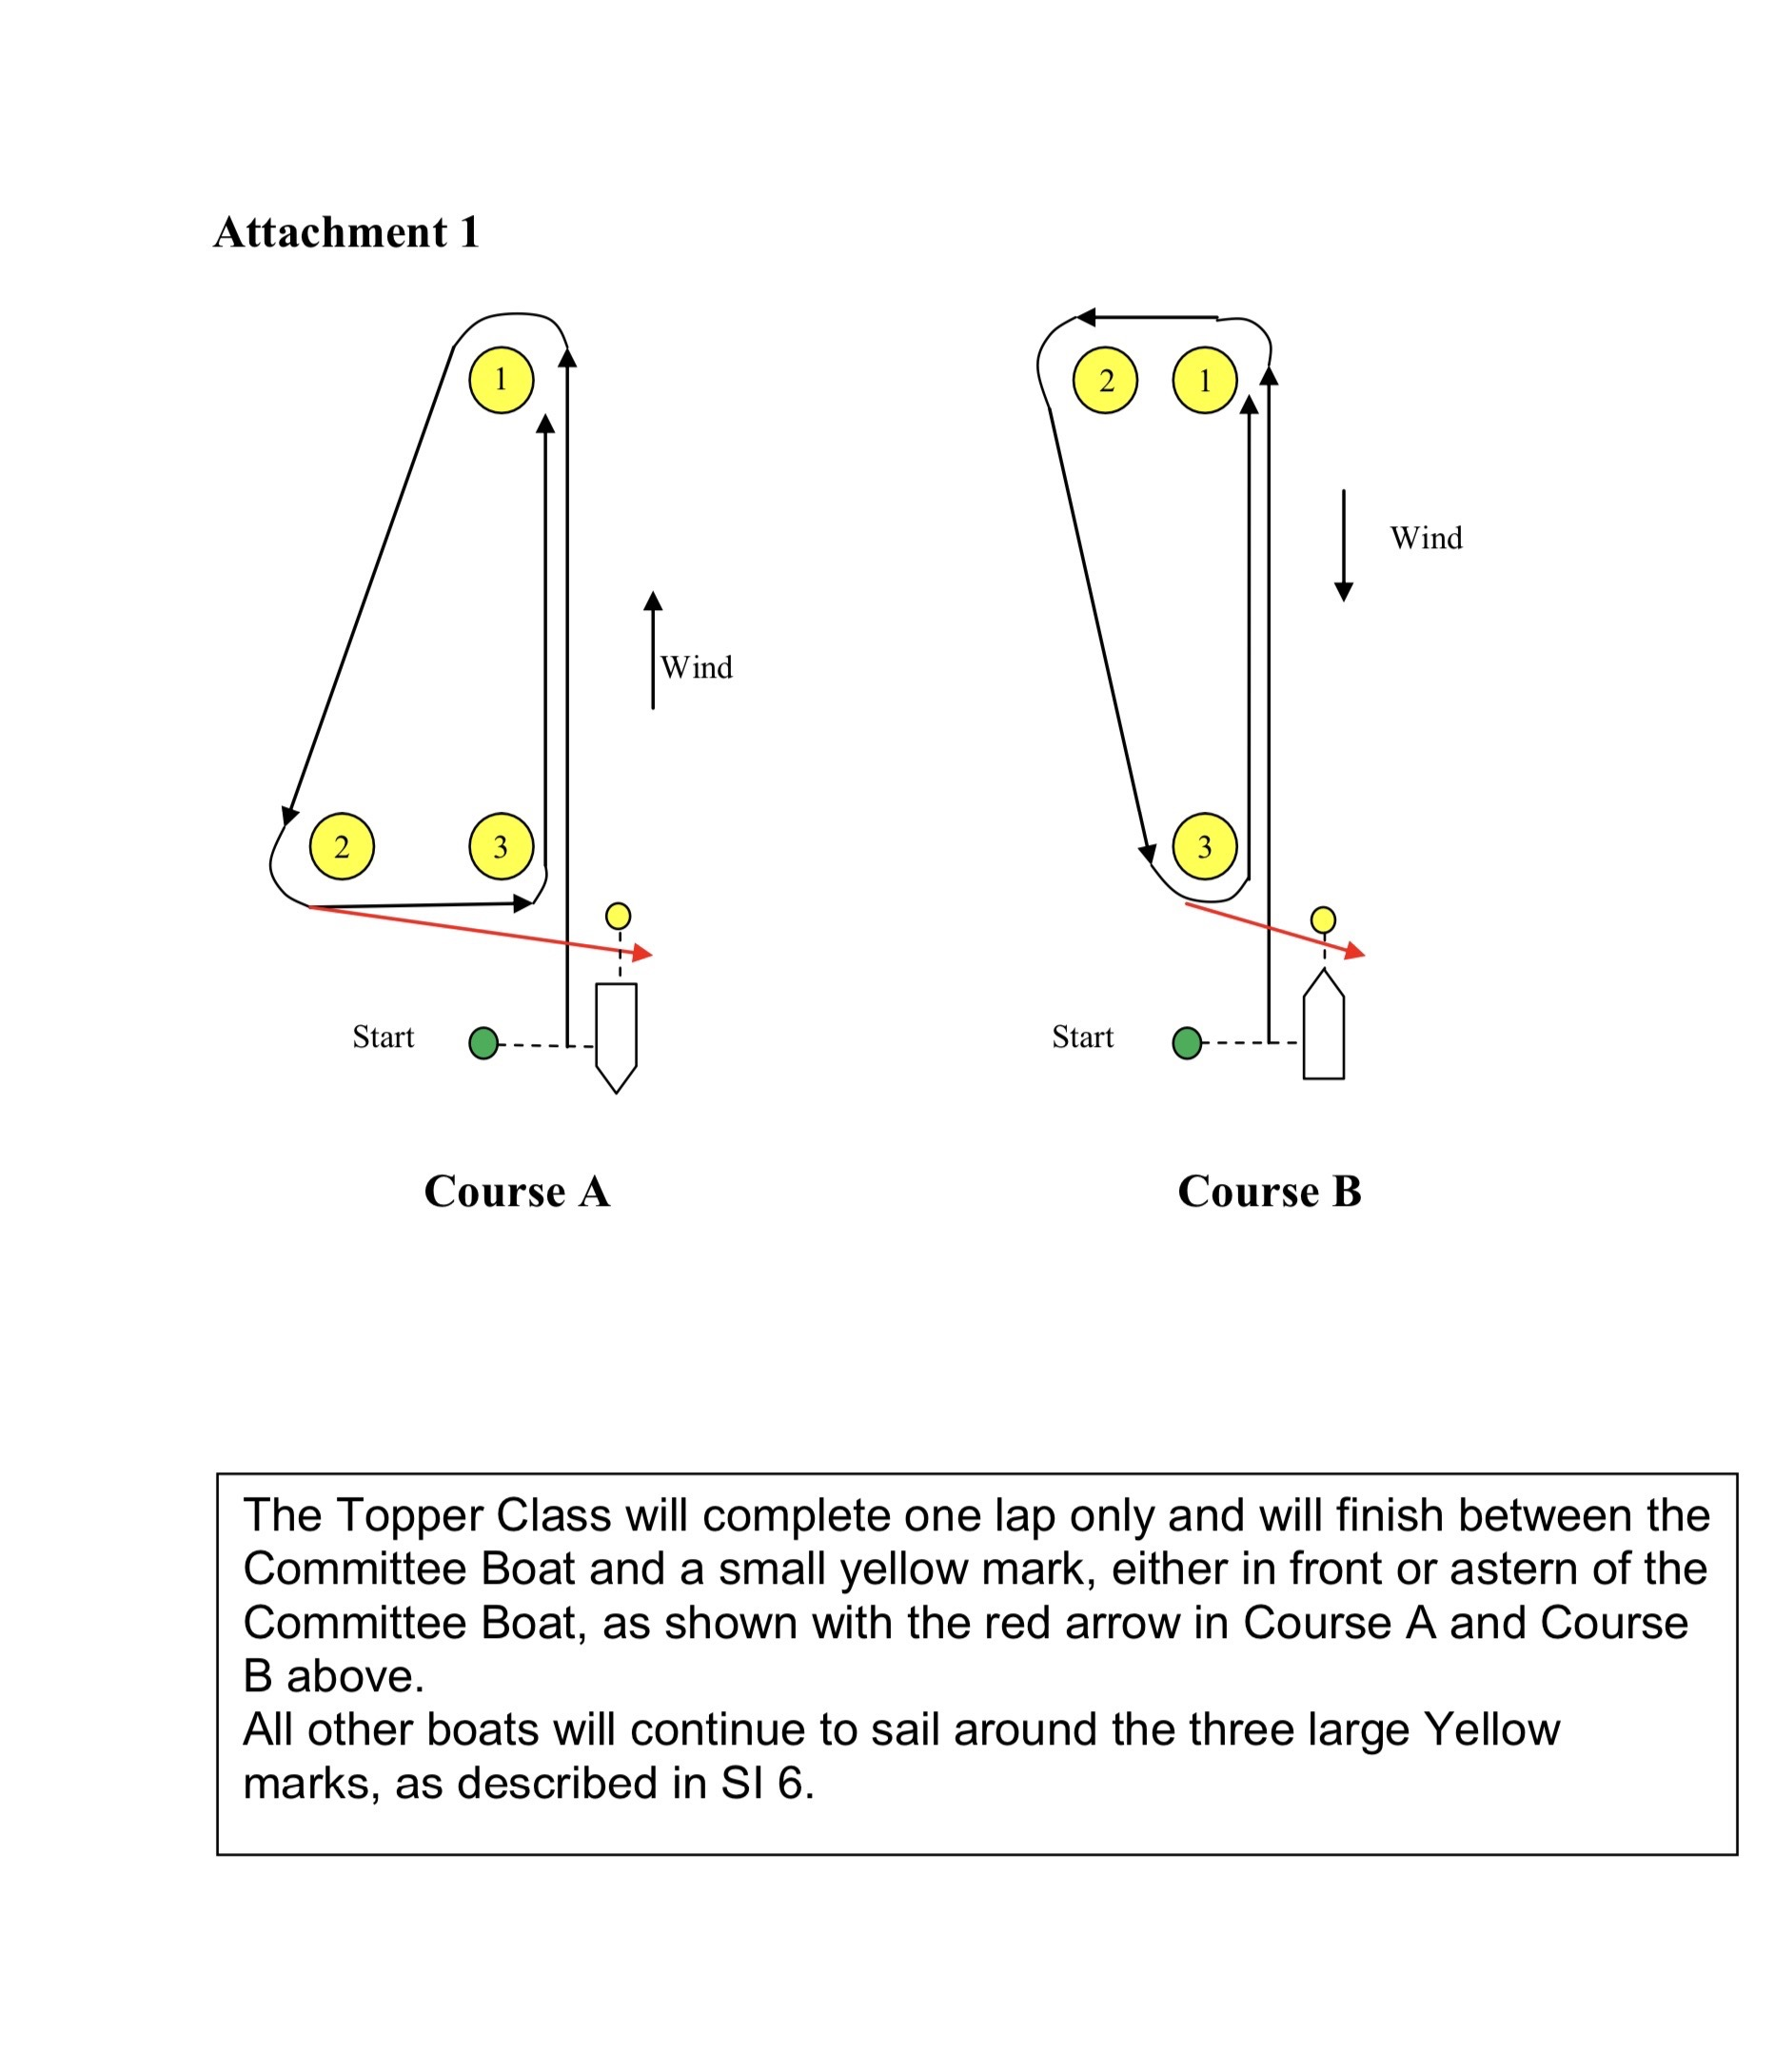 Attachment 1
1
2
1
Wind
Wind
2
3
3
Start
Start
Course A
Course B
The Topper Class will complete one lap only and will finish between the
Committee Boat and a small yellow mark, either in front or astern of the
Committee Boat, as shown with the red arrow in Course A and Course
B above.
All other boats will continue to sail around the three large Yellow
marks, as described in SI 6.